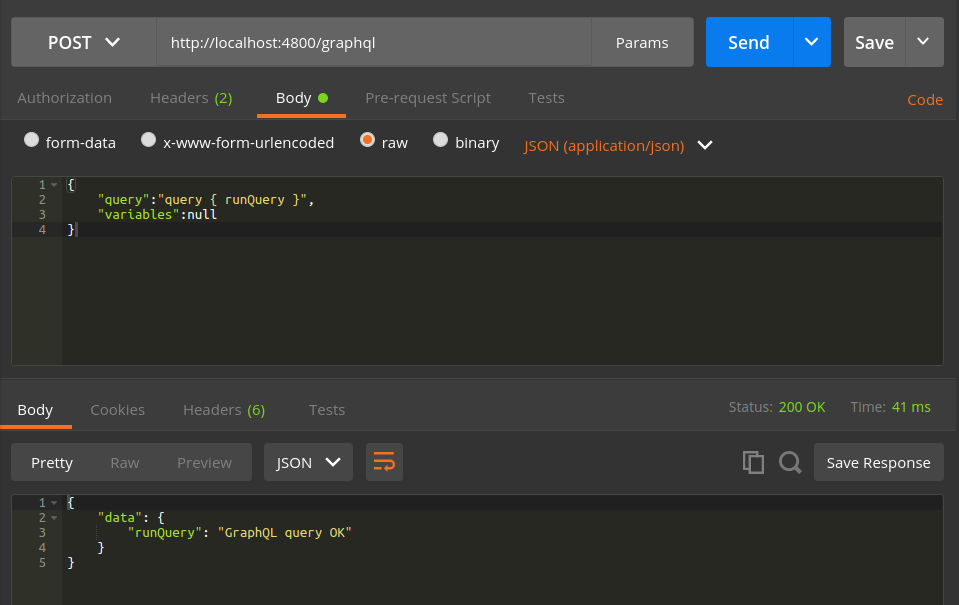 POST http://localhost:4800/graphql Params Send Save
Authorization Headers (2) Body Pre-request Script Tests Code
form-data x-www-form-urlencoded raw binary JSON (application/json)
1 {
2 "query":"query { runQuery }",
3 "variables":null
4 }
Body Cookies Headers (6) Tests Status: 200 OK Time: 41 ms
Pretty Raw Preview JSON Save Response
1 {
2 "data": {
3 "runQuery": "GraphQL query OK"
4 }
5 }